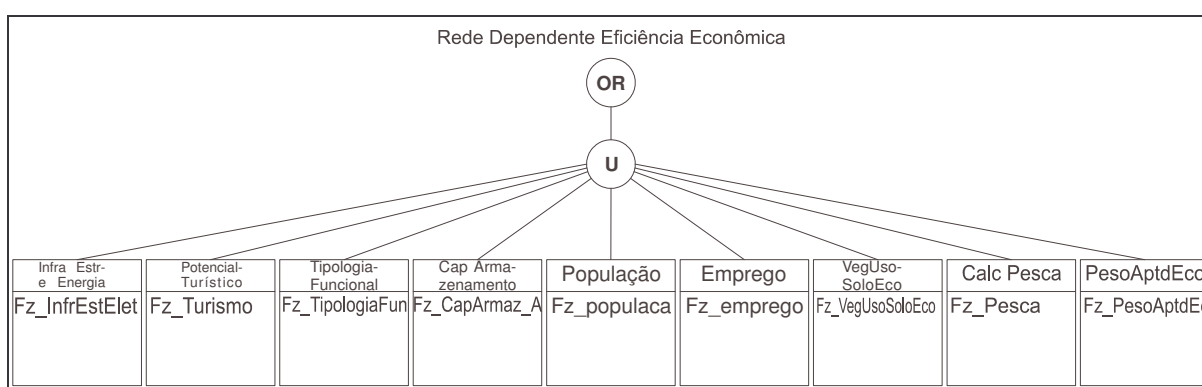 Rede Dependente Eficiência Econômica
OR
U
Infra Estr-
e Energia
Potencial-
Turístico
Tipologia-
Funcional
Cap Arma-
zenamento
População
Emprego
VegUso-
SoloEco
Calc Pesca
PesoAptdEco
Fz_InfrEstElet
Fz_Turismo
Fz_TipologiaFun
Fz_CapArmaz_A
Fz_populaca
Fz_emprego
Fz_VegUsoSoloEco
Fz_Pesca
Fz_PesoAptdEc